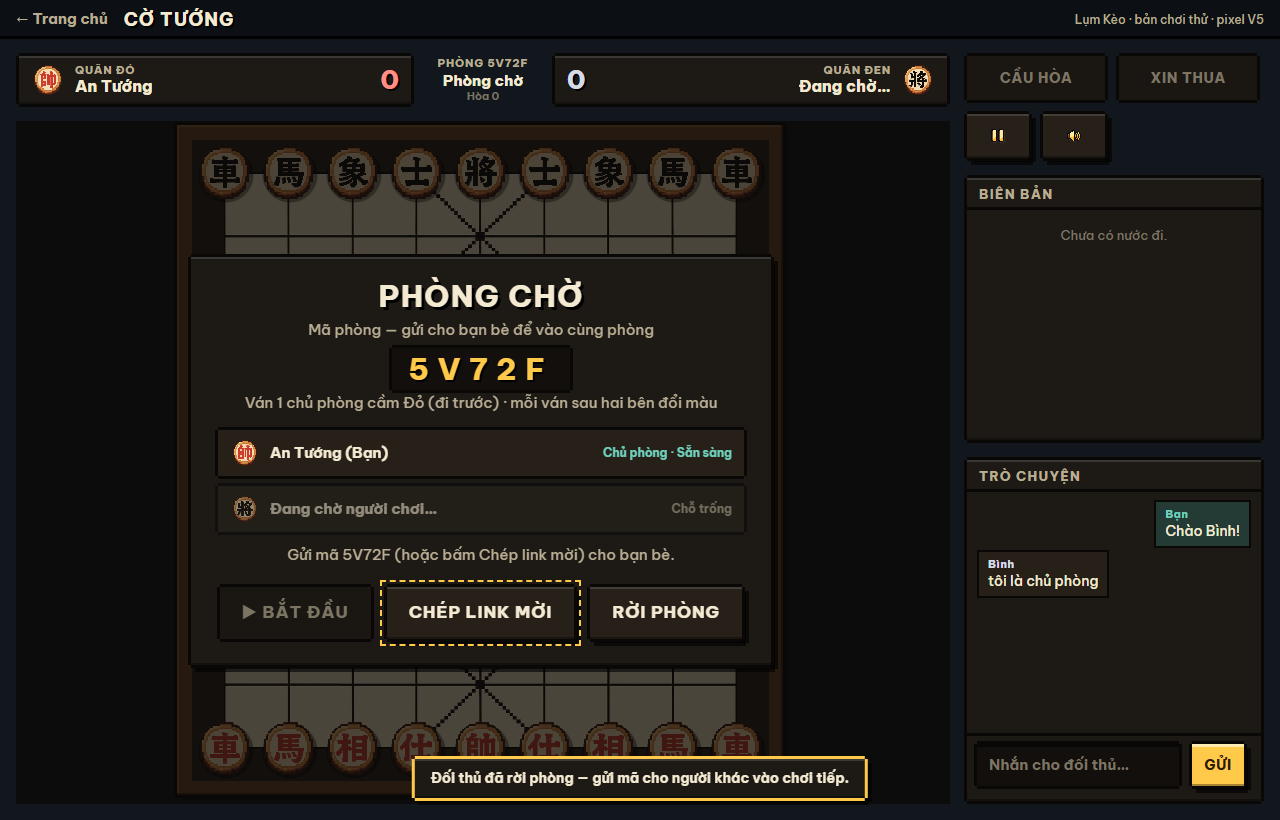 ← Trang chủ CỜ TƯỚNG
Lụm Kèo · bản chơi thử · pixel V5
帥 QUÂN ĐỎ
An Tướng
0
PHÒNG 5V72F
Phòng chờ
Hòa 0
0
QUÂN ĐEN 將
Đang chờ...
CẦU HÒA
XIN THUA
車 馬 象 士 將 士 象 馬 車
PHÒNG CHỜ
Mã phòng — gửi cho bạn bè để vào cùng phòng
5V72F
Ván 1 chủ phòng cầm Đỏ (đi trước) · mỗi ván sau hai bên đổi màu
帥 An Tướng (Bạn) Chủ phòng · Sẵn sàng
將 Đang chờ người chơi... Chỗ trống
Gửi mã 5V72F (hoặc bấm Chép link mời) cho bạn bè.
▶ BẮT ĐẦU
CHÉP LINK MỜI
RỜI PHÒNG
車 馬 相 仕 帥 仕 相 馬 車
Đối thủ đã rời phòng — gửi mã cho người khác vào chơi tiếp.
BIÊN BẢN
Chưa có nước đi.
TRÒ CHUYỆN
Bạn
Chào Bình!
Bình
tôi là chủ phòng
Nhắn cho đối thủ...
GỬI